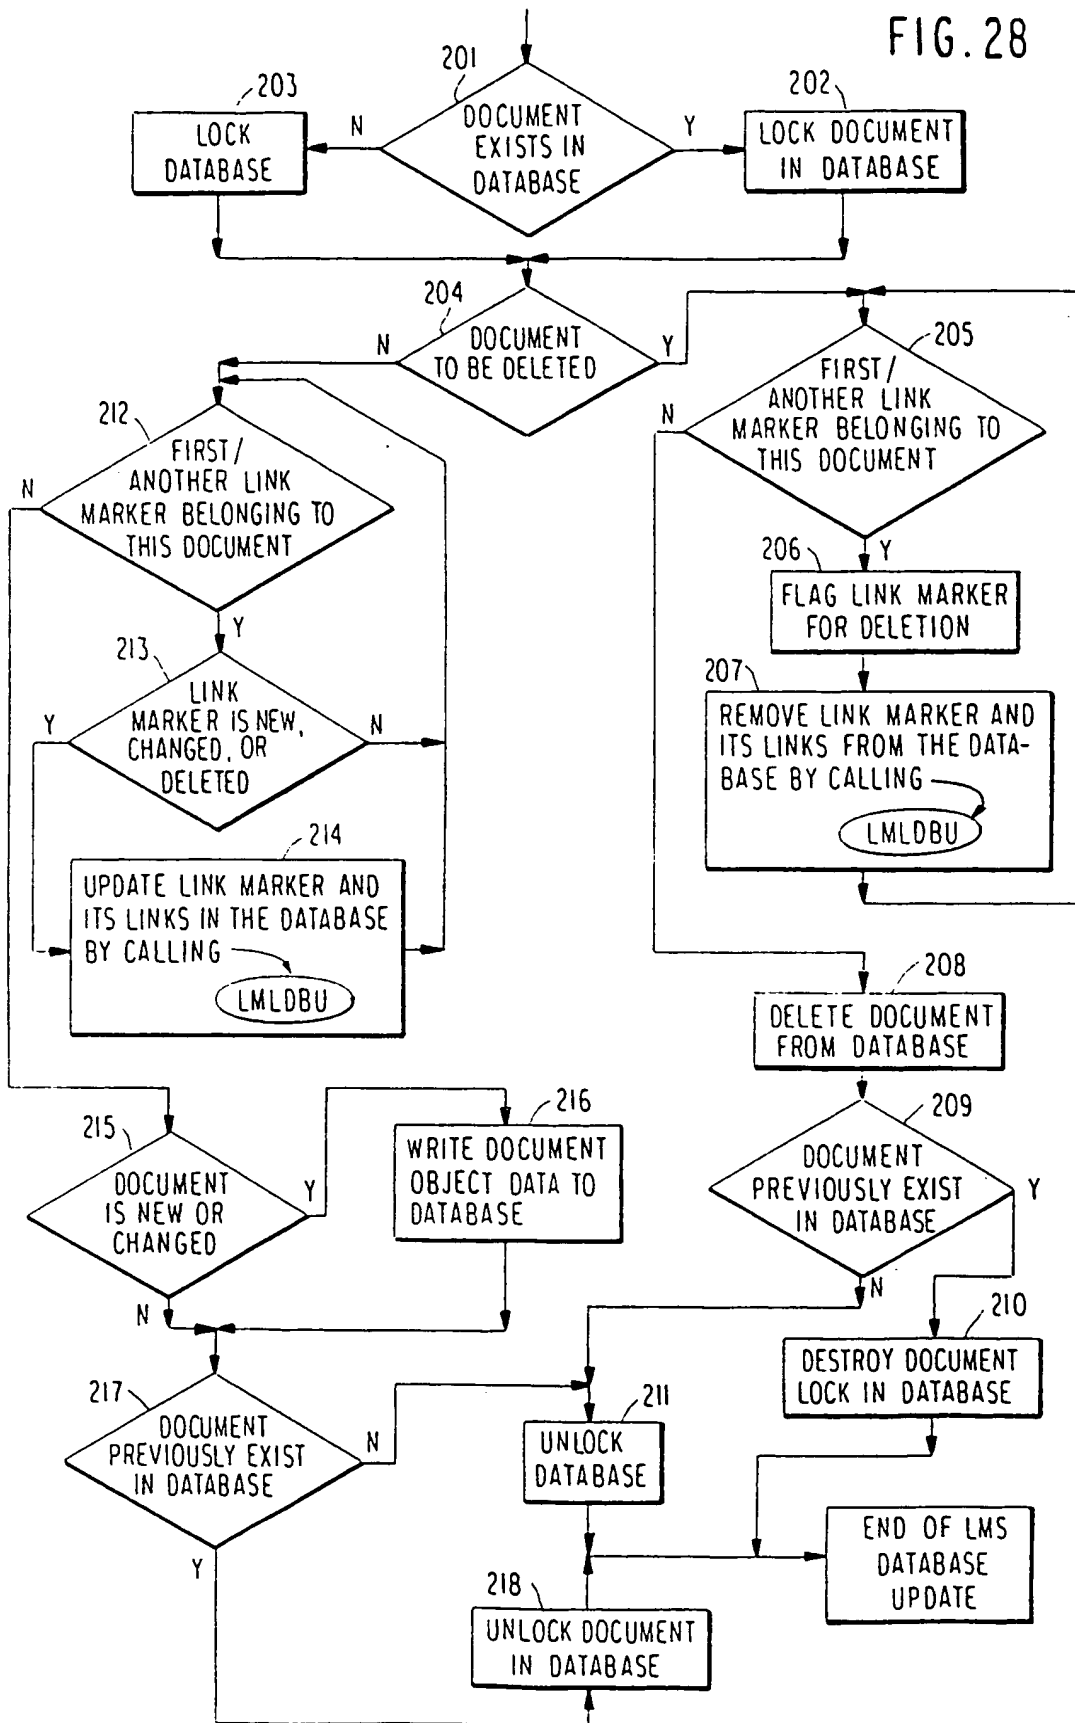 FIG. 28
201
DOCUMENT
EXISTS IN
DATABASE
N
Y
203
LOCK
DATABASE
202
LOCK DOCUMENT
IN DATABASE
204
DOCUMENT
TO BE DELETED
N
Y
205
FIRST/
ANOTHER LINK
MARKER BELONGING TO
THIS DOCUMENT
N
Y
212
FIRST/
ANOTHER LINK
MARKER BELONGING TO
THIS DOCUMENT
N
Y
206
FLAG LINK MARKER
FOR DELETION
213
LINK
MARKER IS NEW,
CHANGED, OR
DELETED
Y
N
207
REMOVE LINK MARKER AND
ITS LINKS FROM THE DATA-
BASE BY CALLING
LMLDBU
214
UPDATE LINK MARKER AND
ITS LINKS IN THE DATABASE
BY CALLING
LMLDBU
208
DELETE DOCUMENT
FROM DATABASE
215
DOCUMENT
IS NEW OR
CHANGED
Y
N
216
WRITE DOCUMENT
OBJECT DATA TO
DATABASE
209
DOCUMENT
PREVIOUSLY EXIST
IN DATABASE
Y
N
210
DESTROY DOCUMENT
LOCK IN DATABASE
217
DOCUMENT
PREVIOUSLY EXIST
IN DATABASE
N
Y
211
UNLOCK
DATABASE
END OF LMS
DATABASE
UPDATE
218
UNLOCK DOCUMENT
IN DATABASE